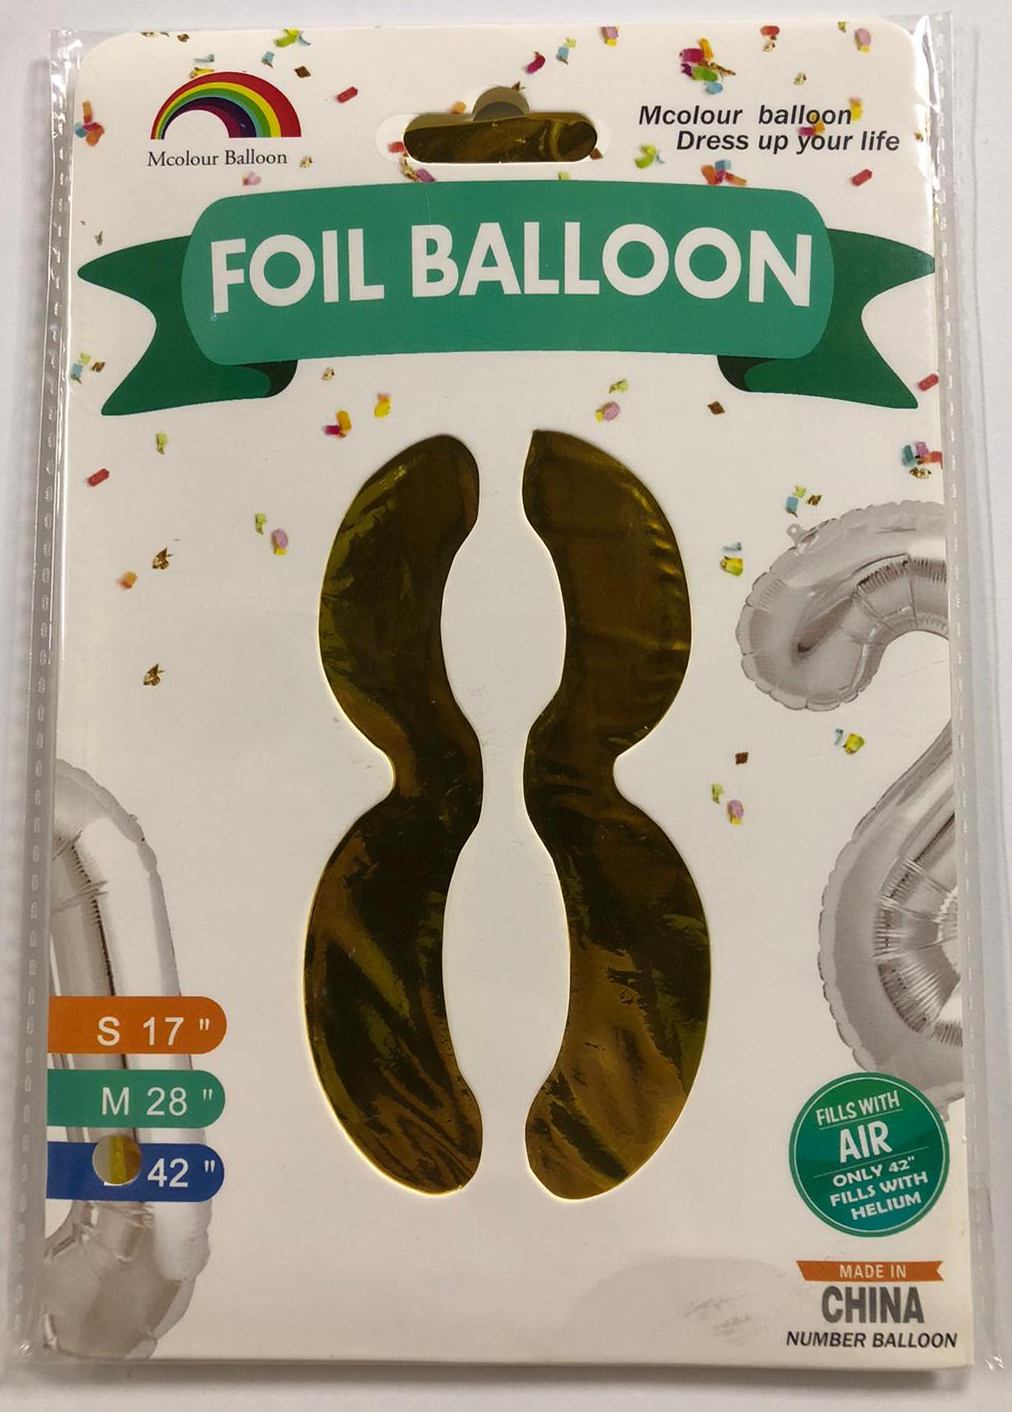 Mcolour Balloon
Mcolour balloon
Dress up your life
FOIL BALLOON
S 17 "
M 28 "
42 "
FILLS WITH
AIR
ONLY 42"
FILLS WITH
HELIUM
MADE IN
CHINA
NUMBER BALLOON